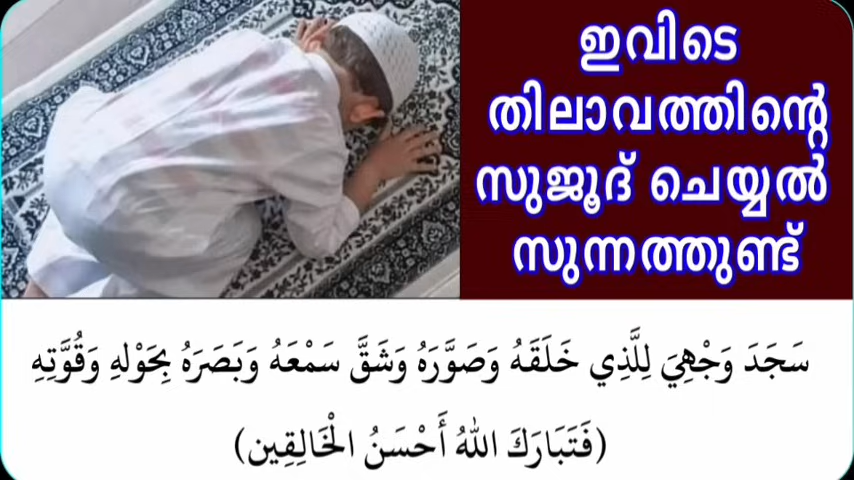 ഇവിടെ
തിലാവത്തിന്റെ
സുജൂദ് ചെയ്യൽ
സുന്നത്തുണ്ട്
سَجَدَ وَجْهِيَ لِلَّذِي خَلَقَهُ وَصَوَّرَهُ وَشَقَّ سَمْعَهُ وَبَصَرَهُ بِحَوْلِهِ وَقُوَّتِهِ
(فَتَبَارَكَ اللهُ أَحْسَنُ الْخَالِقِين)